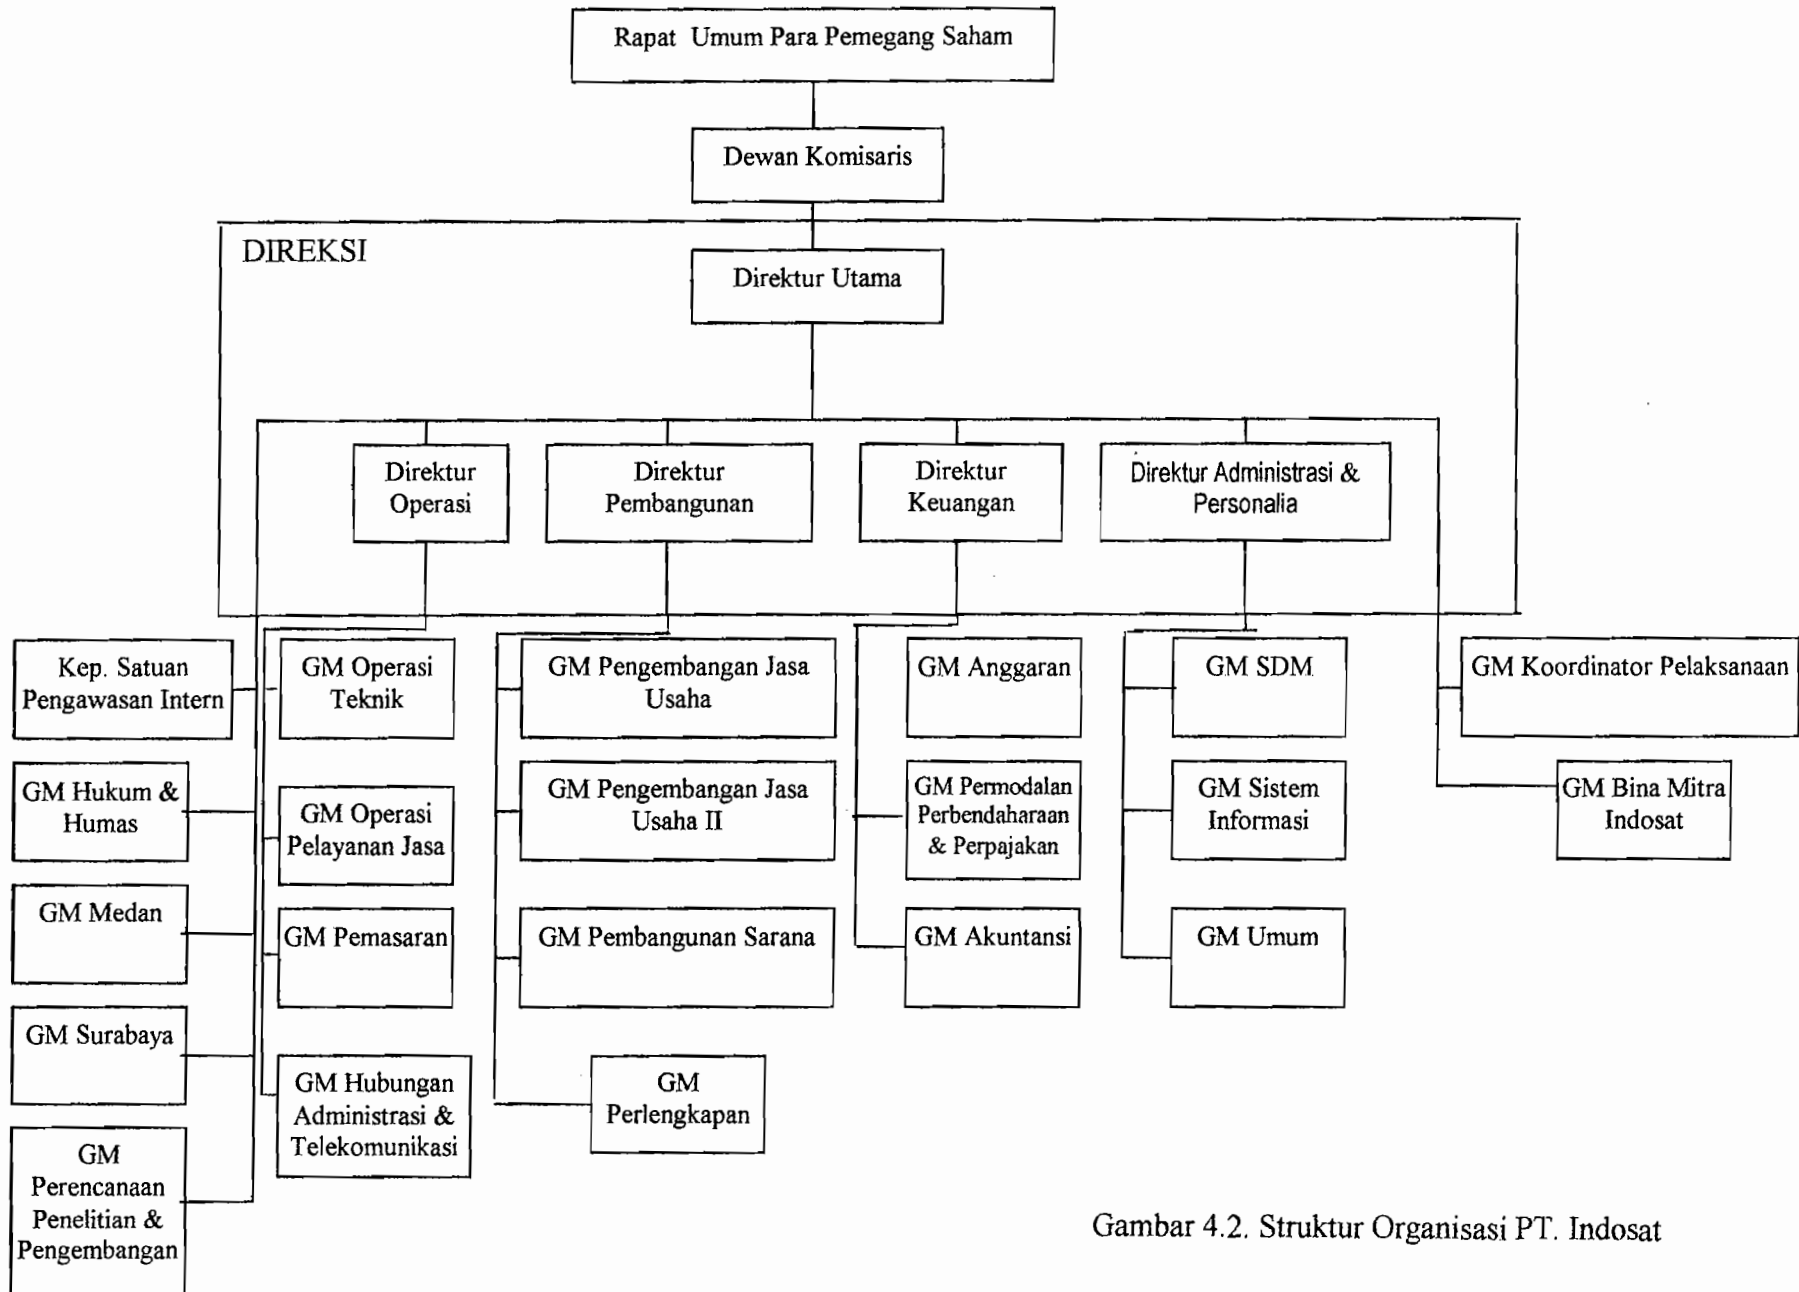 Rapat Umum Para Pemegang Saham
Dewan Komisaris
DIREKSI
Direktur Utama
Direktur
Operasi
Direktur
Pembangunan
Direktur
Keuangan
Direktur Administrasi &
Personalia
Kep. Satuan
Pengawasan Intern
GM Hukum &
Humas
GM Medan
GM Surabaya
GM
Perencanaan
Penelitian &
Pengembangan
GM Operasi
Teknik
GM Operasi
Pelayanan Jasa
GM Pemasaran
GM Hubungan
Administrasi &
Telekomunikasi
GM Pengembangan Jasa
Usaha
GM Pengembangan Jasa
Usaha II
GM Pembangunan Sarana
GM
Perlengkapan
GM Anggaran
GM Permodalan
Perbendaharaan
& Perpajakan
GM Akuntansi
GM SDM
GM Sistem
Informasi
GM Umum
GM Koordinator Pelaksanaan
GM Bina Mitra
Indosat
Gambar 4.2. Struktur Organisasi PT. Indosat